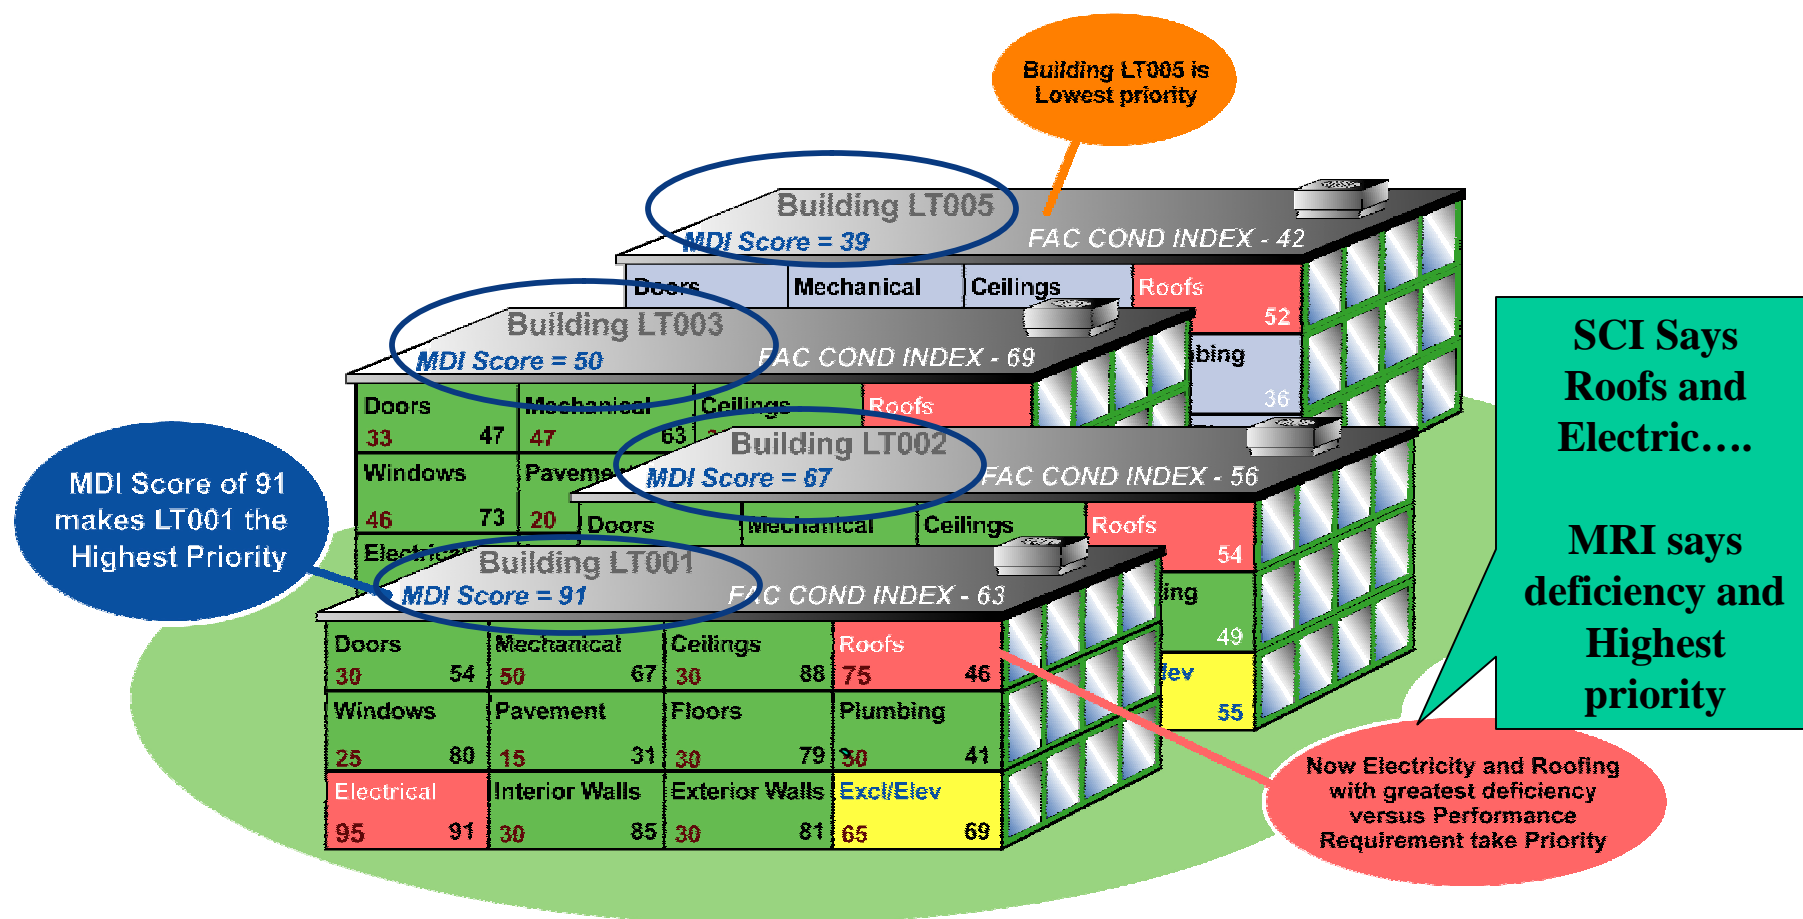 Building LT005 is
Lowest priority
Building LT005
MDI Score = 39
FAC COND INDEX - 42
Doors
Mechanical
Ceilings
Roofs
52
36
Building LT003
MDI Score = 50
FAC COND INDEX - 69
Doors
33 47
Mechanical
47 63
Ceilings
Roofs
Windows
46 73
20
Building LT002
MDI Score = 67
FAC COND INDEX - 56
Doors
Mechanical
Ceilings
Roofs
54
49
55
MDI Score of 91
makes LT001 the
Highest Priority
Building LT001
MDI Score = 91
FAC COND INDEX - 63
Doors
30 54
Mechanical
50 67
Ceilings
30 88
Roofs
75 46
Windows
25 80
Pavement
15 31
Floors
30 79
Plumbing
50 41
Electrical
95 91
Interior Walls
30 85
Exterior Walls
30 81
Excl/Elev
65 69
SCI Says
Roofs and
Electric….
MRI says
deficiency and
Highest
priority
Now Electricity and Roofing
with greatest deficiency
versus Performance
Requirement take Priority